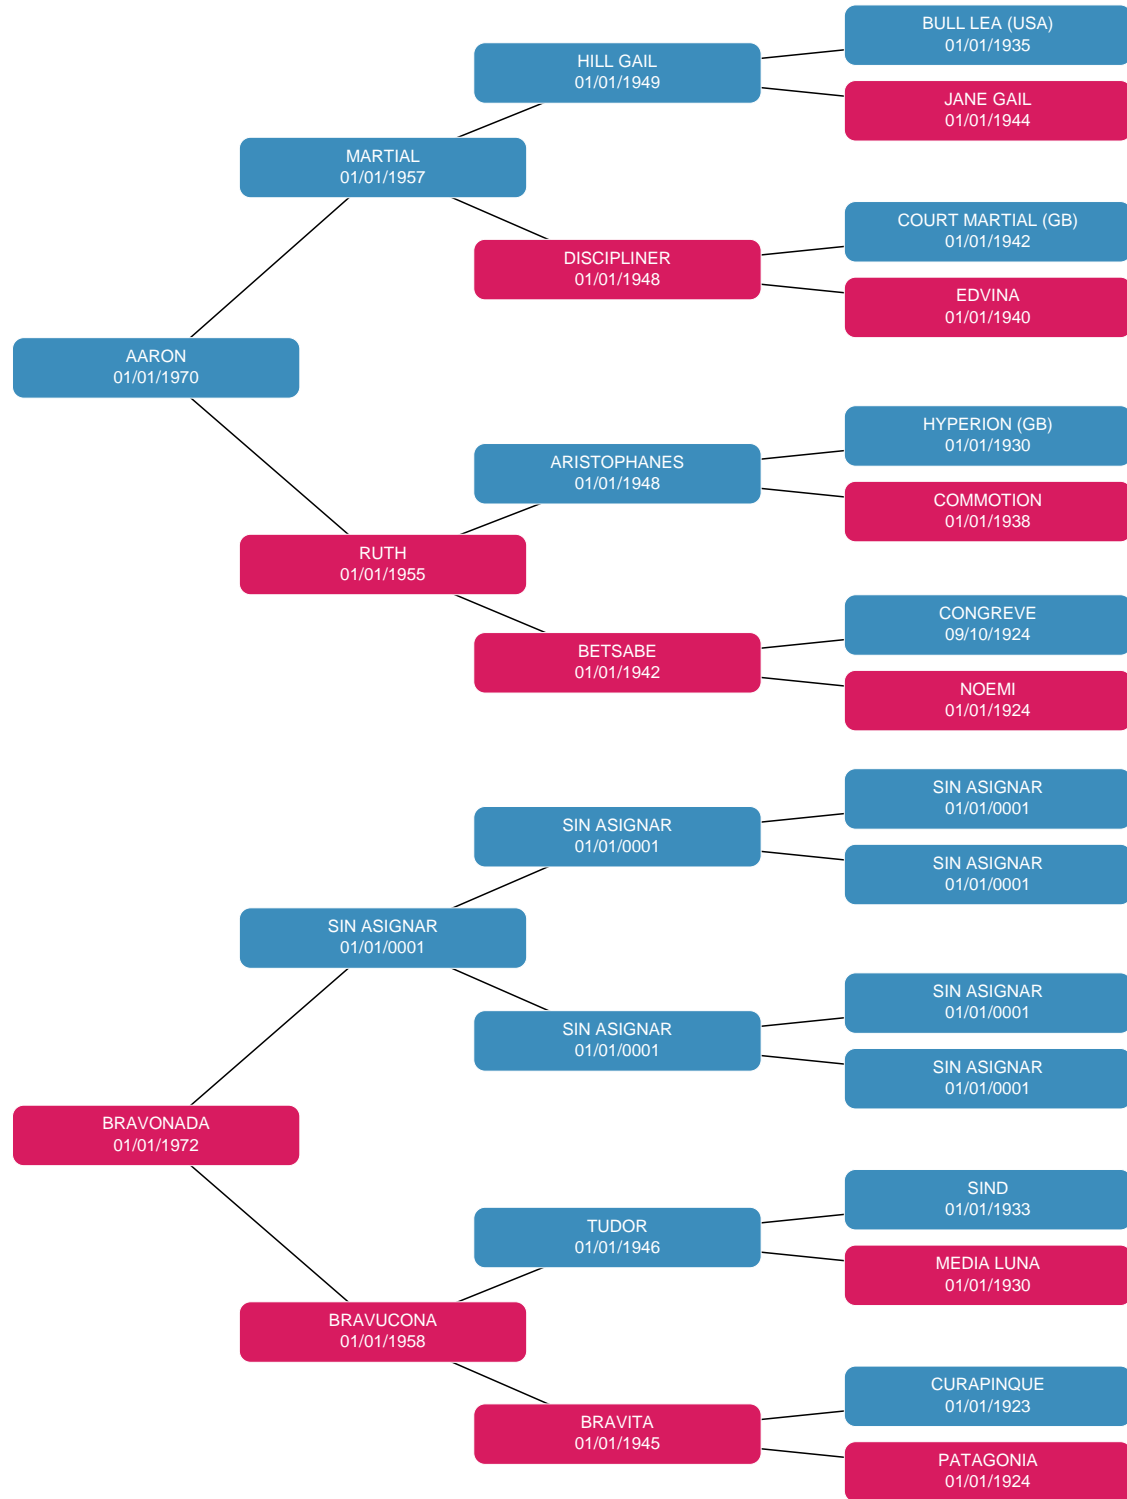 BULL LEA (USA)
01/01/1935
HILL GAIL
01/01/1949
JANE GAIL
01/01/1944
MARTIAL
01/01/1957
COURT MARTIAL (GB)
01/01/1942
DISCIPLINER
01/01/1948
EDVINA
01/01/1940
AARON
01/01/1970
HYPERION (GB)
01/01/1930
ARISTOPHANES
01/01/1948
COMMOTION
01/01/1938
RUTH
01/01/1955
CONGREVE
09/10/1924
BETSABE
01/01/1942
NOEMI
01/01/1924
SIN ASIGNAR
01/01/0001
SIN ASIGNAR
01/01/0001
SIN ASIGNAR
01/01/0001
SIN ASIGNAR
01/01/0001
SIN ASIGNAR
01/01/0001
SIN ASIGNAR
01/01/0001
SIN ASIGNAR
01/01/0001
BRAVONADA
01/01/1972
SIND
01/01/1933
TUDOR
01/01/1946
MEDIA LUNA
01/01/1930
BRAVUCONA
01/01/1958
CURAPINQUE
01/01/1923
BRAVITA
01/01/1945
PATAGONIA
01/01/1924